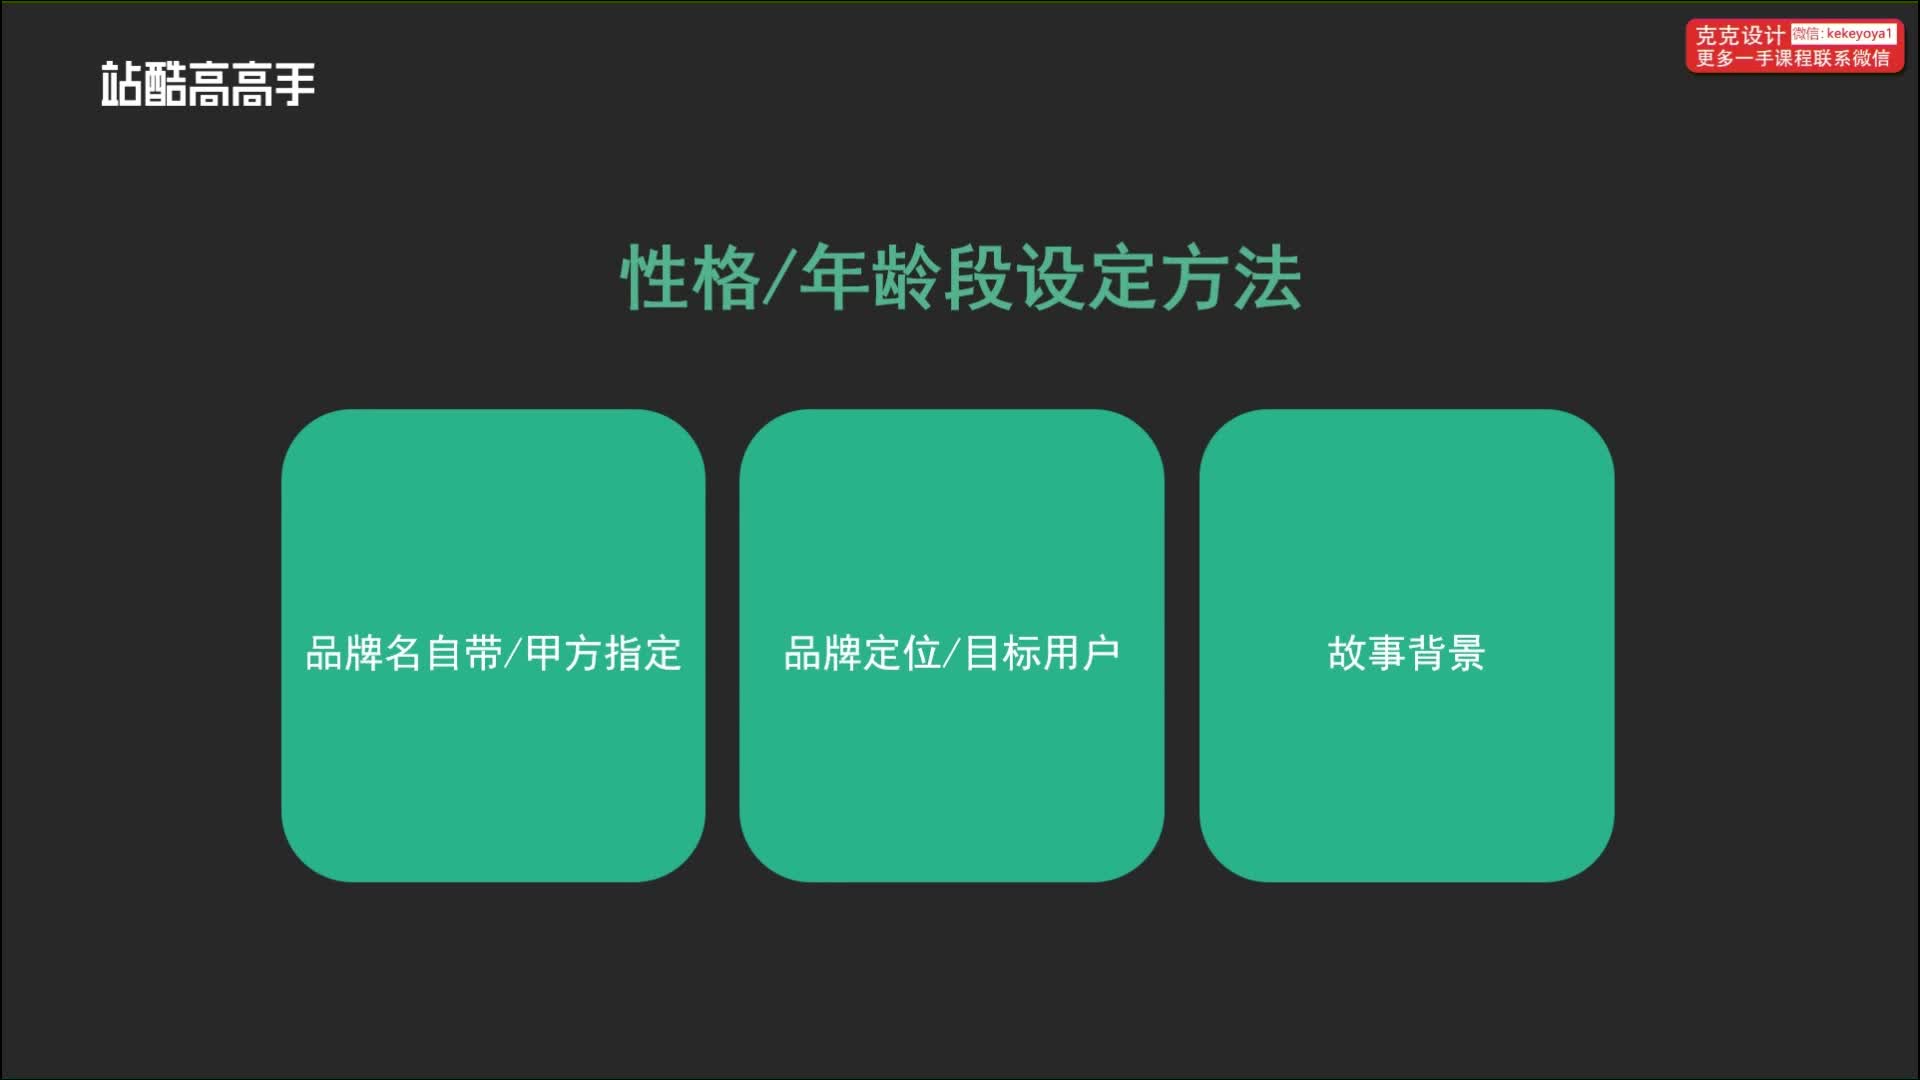 站酷高高手
克克设计 微信:kekeyoya1
更多一手课程联系微信
性格/年龄段设定方法
品牌名自带/甲方指定
品牌定位/目标用户
故事背景